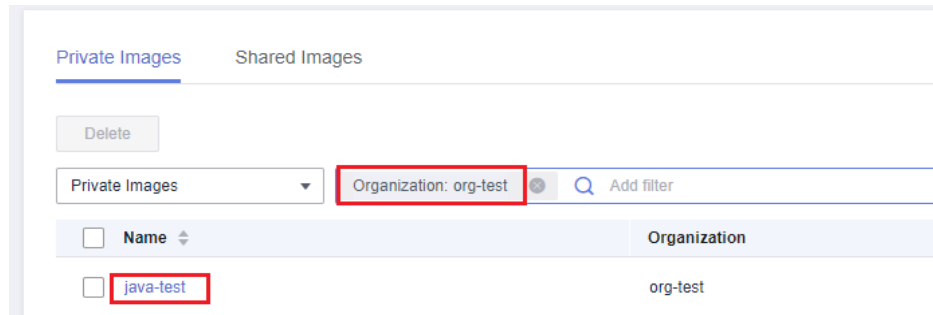 Private Images Shared Images
Delete
Private Images Organization: org-test Add filter
Name Organization
java-test org-test